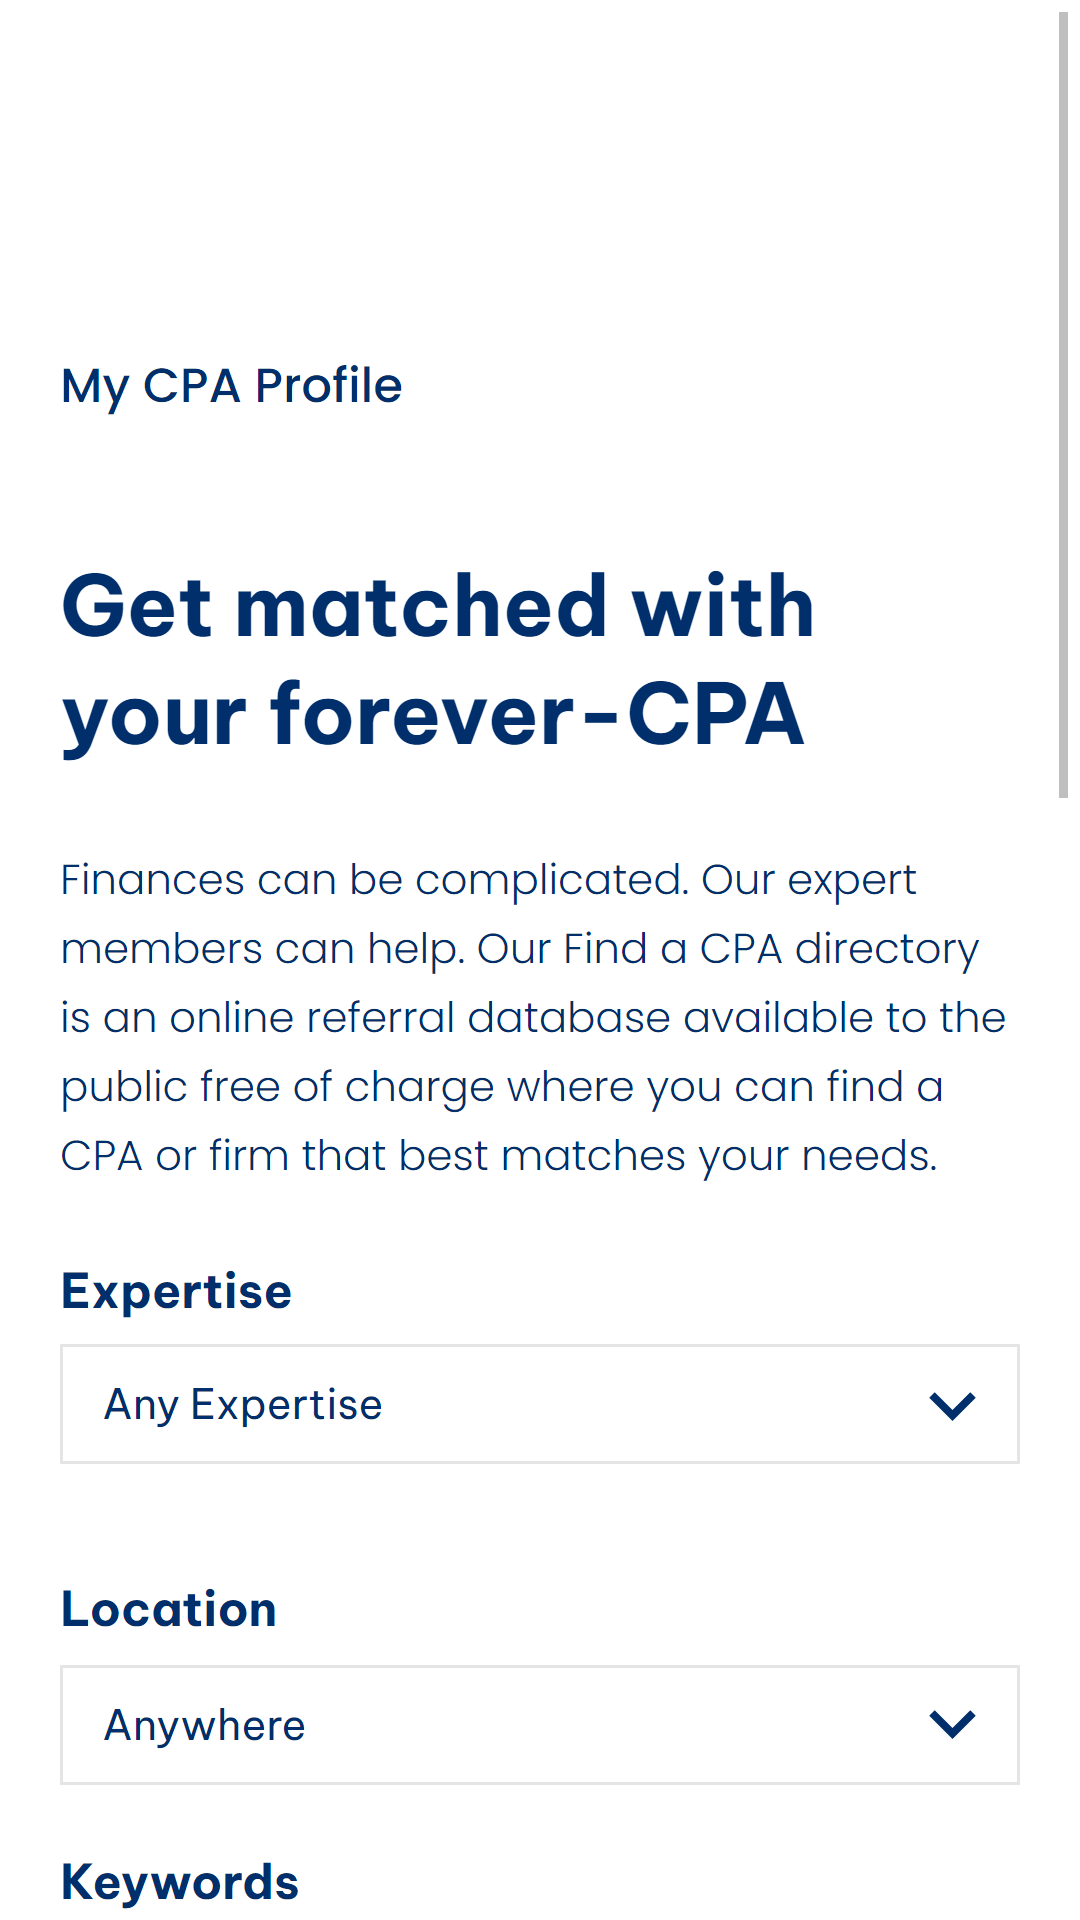 My CPA Profile
Get matched with
your forever-CPA
Finances can be complicated. Our expert
members can help. Our Find a CPA directory
is an online referral database available to the
public free of charge where you can find a
CPA or firm that best matches your needs.
Expertise
Any Expertise
Location
Anywhere
Keywords